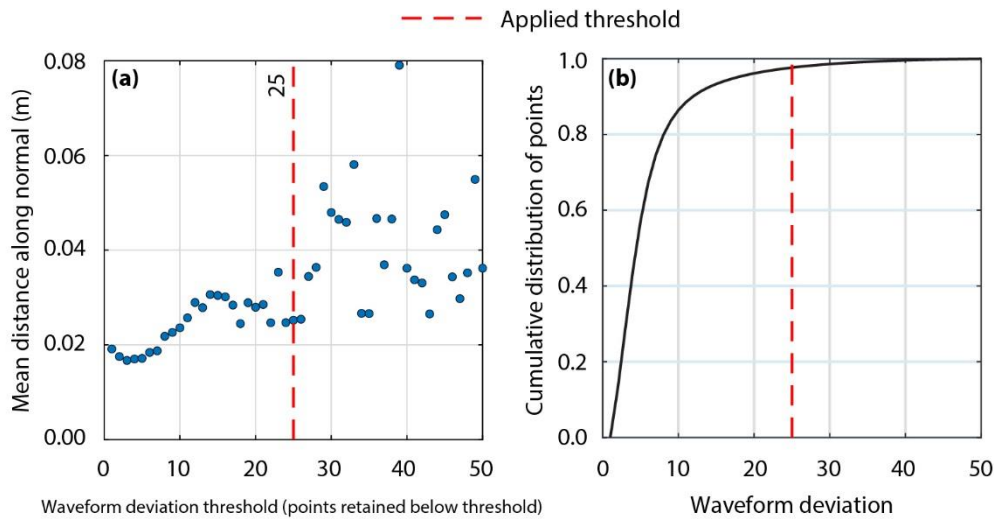 Applied threshold
(a)
25
Mean distance along normal (m)
0.08
0.06
0.04
0.02
0.00
0 10 20 30 40 50
Waveform deviation threshold (points retained below threshold)
(b)
Cumulative distribution of points
1.0
0.8
0.6
0.4
0.2
0.0
0 10 20 30 40 50
Waveform deviation